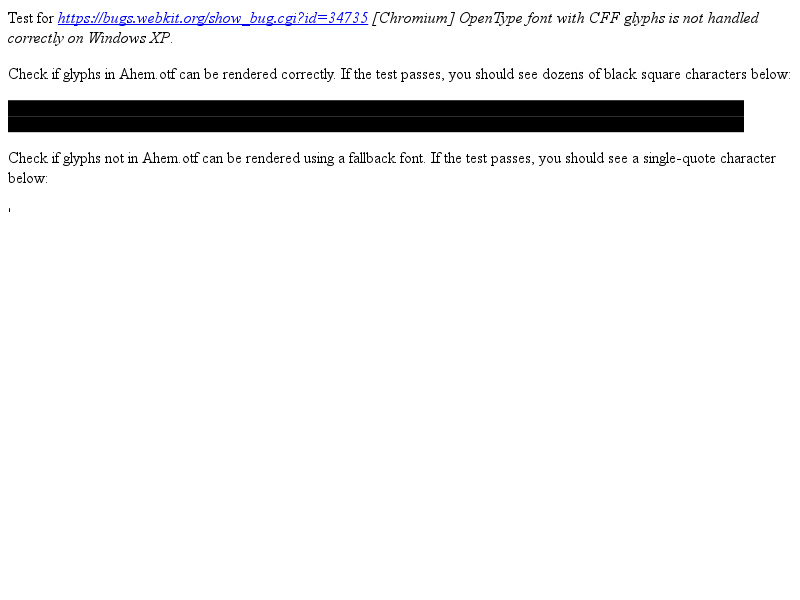 Test for https://bugs.webkit.org/show_bug.cgi?id=34735 [Chromium] OpenType font with CFF glyphs is not handled
correctly on Windows XP.
Check if glyphs in Ahem.otf can be rendered correctly. If the test passes, you should see dozens of black square characters below:
Check if glyphs not in Ahem.otf can be rendered using a fallback font. If the test passes, you should see a single-quote character
below:
'